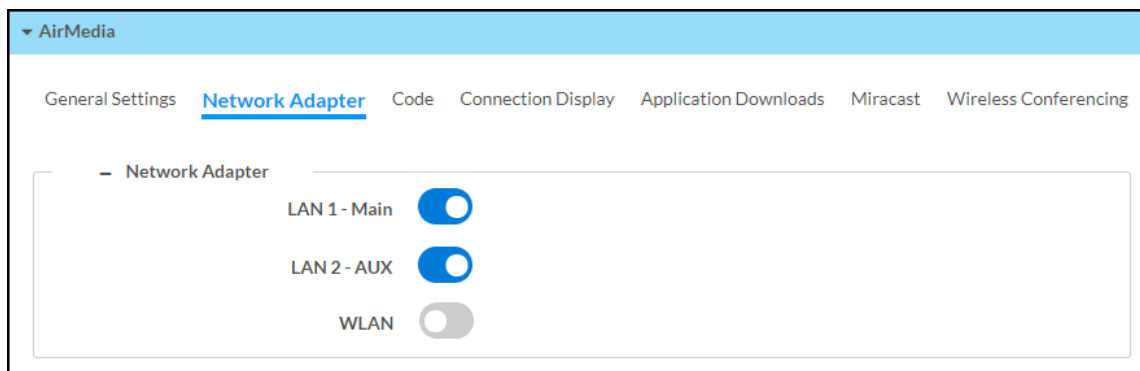 AirMedia
General Settings Network Adapter Code Connection Display Application Downloads Miracast Wireless Conferencing
Network Adapter
LAN 1 - Main
LAN 2 - AUX
WLAN